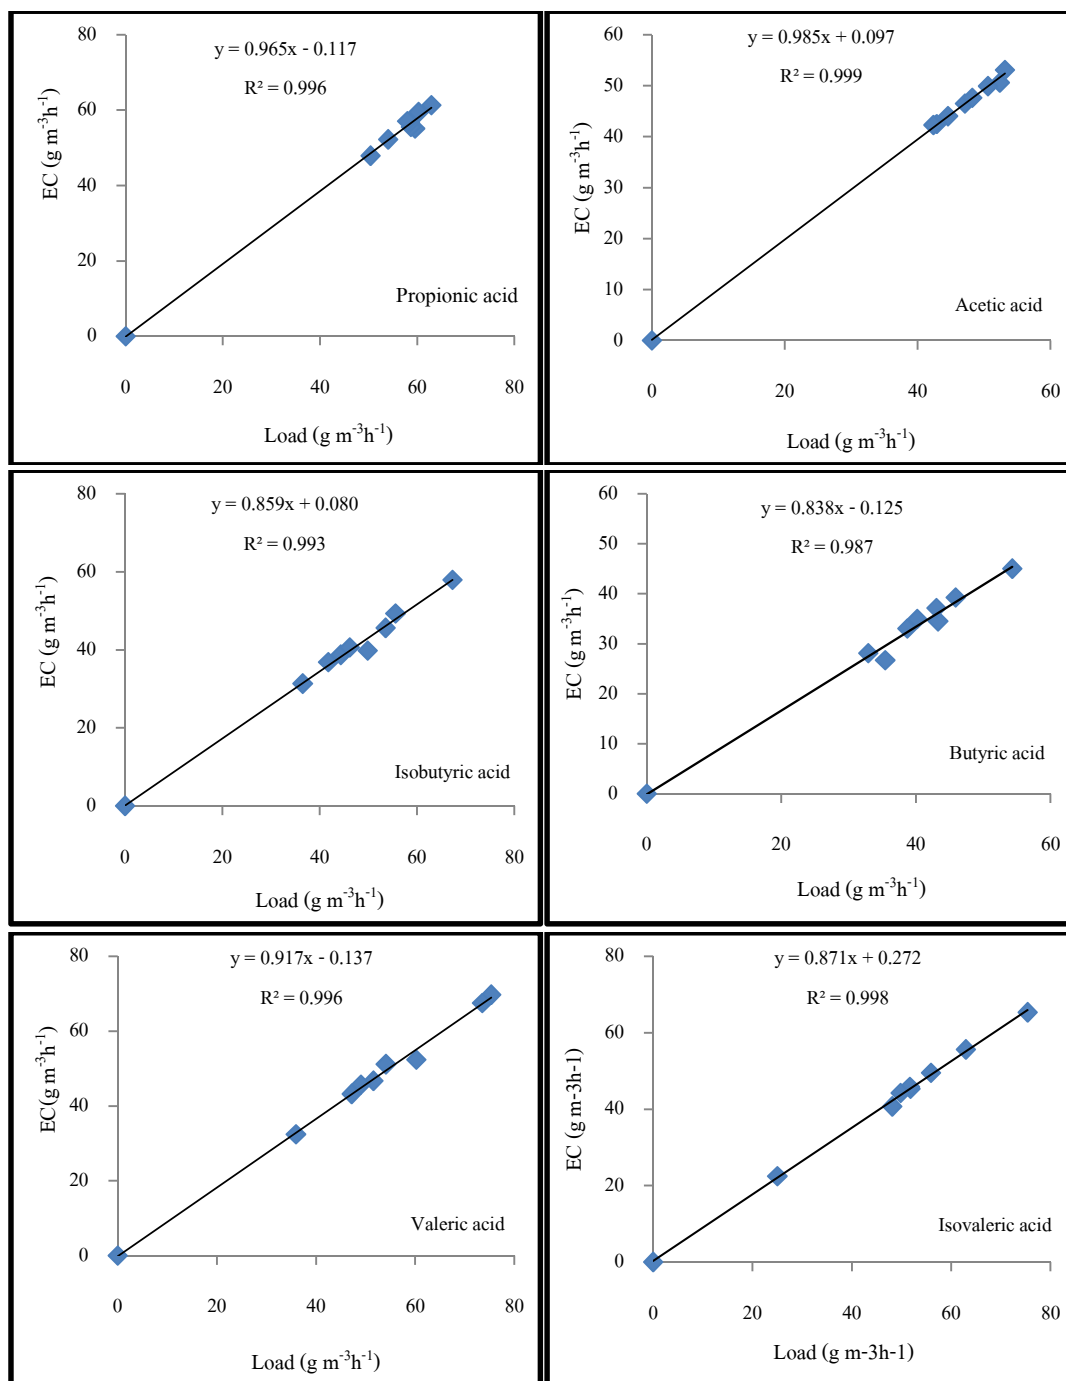 y = 0.965x - 0.117
R² = 0.996
80
60
40
20
0
EC (g m-3h-1)
Propionic acid
0 20 40 60 80
Load (g m-3h-1)
y = 0.985x + 0.097
R² = 0.999
60
50
40
30
20
10
0
EC (g m-3h-1)
Acetic acid
0 20 40 60
Load (g m-3h-1)
y = 0.859x + 0.080
R² = 0.993
80
60
40
20
0
EC (g m-3h-1)
Isobutyric acid
0 20 40 60 80
Load (g m-3h-1)
y = 0.838x - 0.125
R² = 0.987
60
50
40
30
20
10
0
EC (g m-3h-1)
Butyric acid
0 20 40 60
Load (g m-3h-1)
y = 0.917x - 0.137
R² = 0.996
80
60
40
20
0
EC(g m-3h-1)
Valeric acid
0 20 40 60 80
Load (g m-3h-1)
y = 0.871x + 0.272
R² = 0.998
80
60
40
20
0
EC (g m-3h-1)
Isovaleric acid
0 20 40 60 80
Load (g m-3h-1)